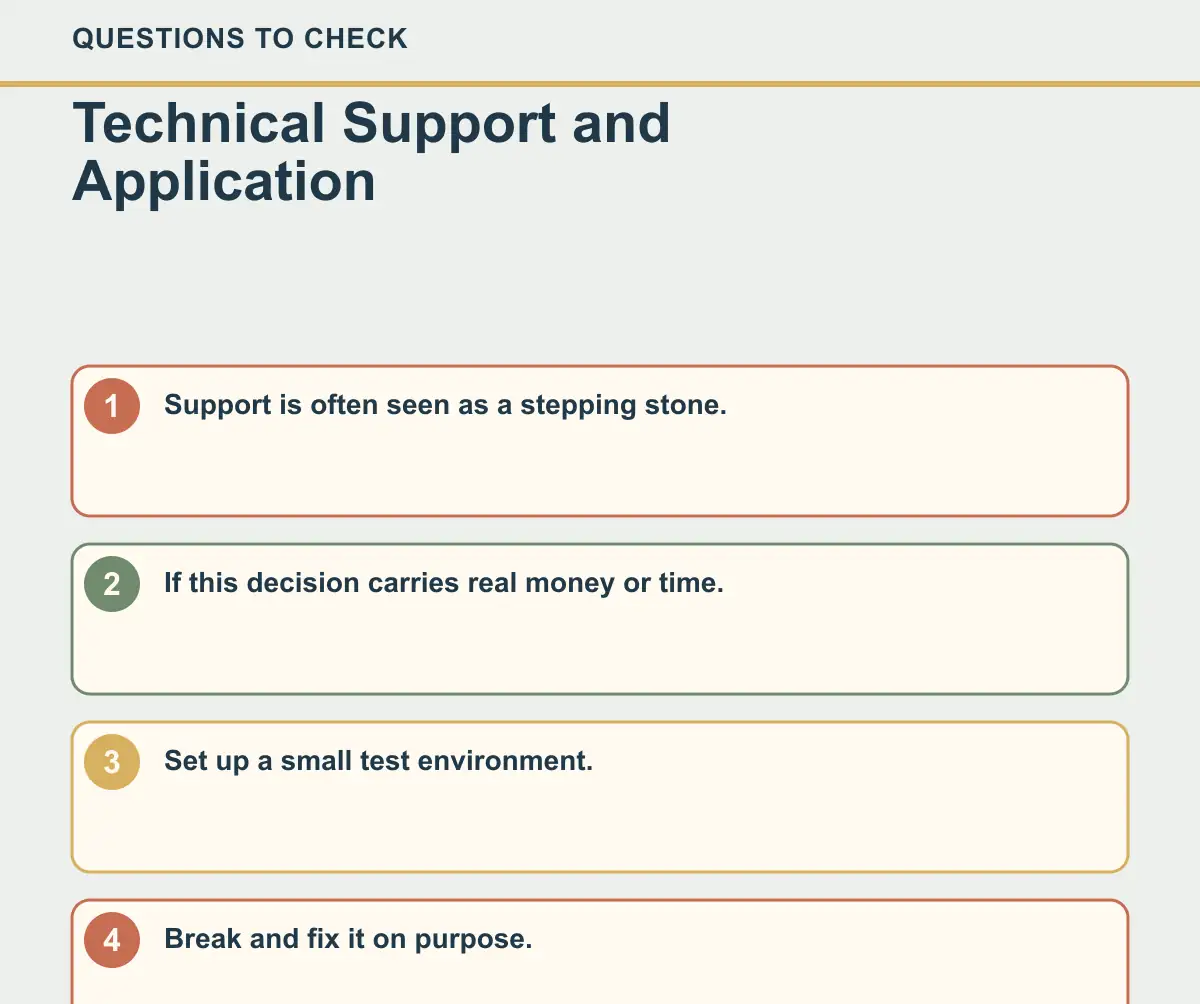 QUESTIONS TO CHECK
Technical Support and
Application
1
Support is often seen as a stepping stone.
2
If this decision carries real money or time.
3
Set up a small test environment.
4
Break and fix it on purpose.